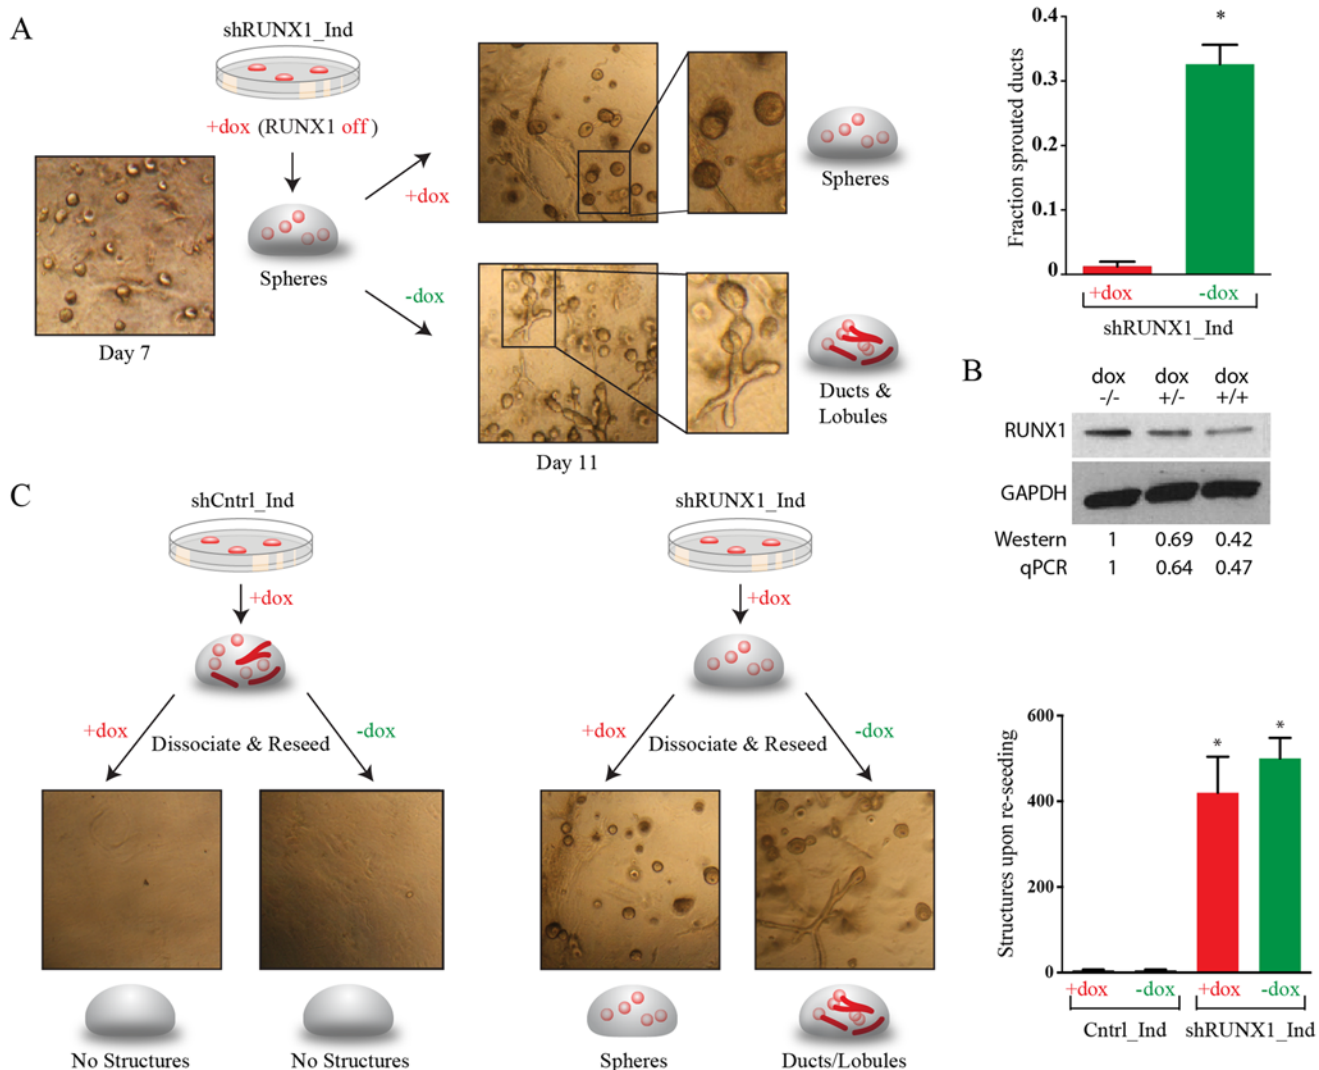 A
shRUNX1_Ind
+dox (RUNX1 off)
+dox
-dox
Spheres
Day 7
Spheres
Ducts &
Lobules
Day 11
Fraction sprouted ducts
0.4
0.3
0.2
0.1
0
*
+dox
-dox
shRUNX1_Ind
B
dox
-/-
dox
+/-
dox
+/+
RUNX1
GAPDH
Western 1 0.69 0.42
qPCR 1 0.64 0.47
C
shCntrl_Ind
+dox
+dox
Dissociate & Reseed
-dox
No Structures
No Structures
shRUNX1_Ind
+dox
+dox
Dissociate & Reseed
-dox
Spheres
Ducts/Lobules
Structures upon re-seeding
600
400
200
0
*
*
+dox
-dox
+dox
-dox
Cntrl_Ind
shRUNX1_Ind